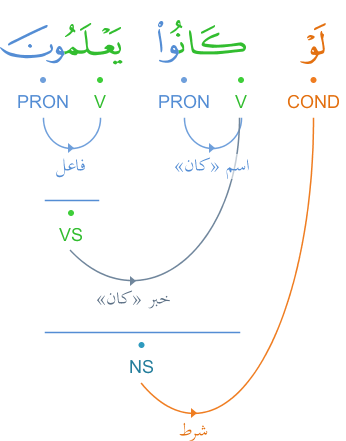 لَوْ كَانُوا۟ يَعْلَمُونَ
COND V PRON V PRON
اسم «كان» فاعل
VS
خبر «كان»
NS
شرط